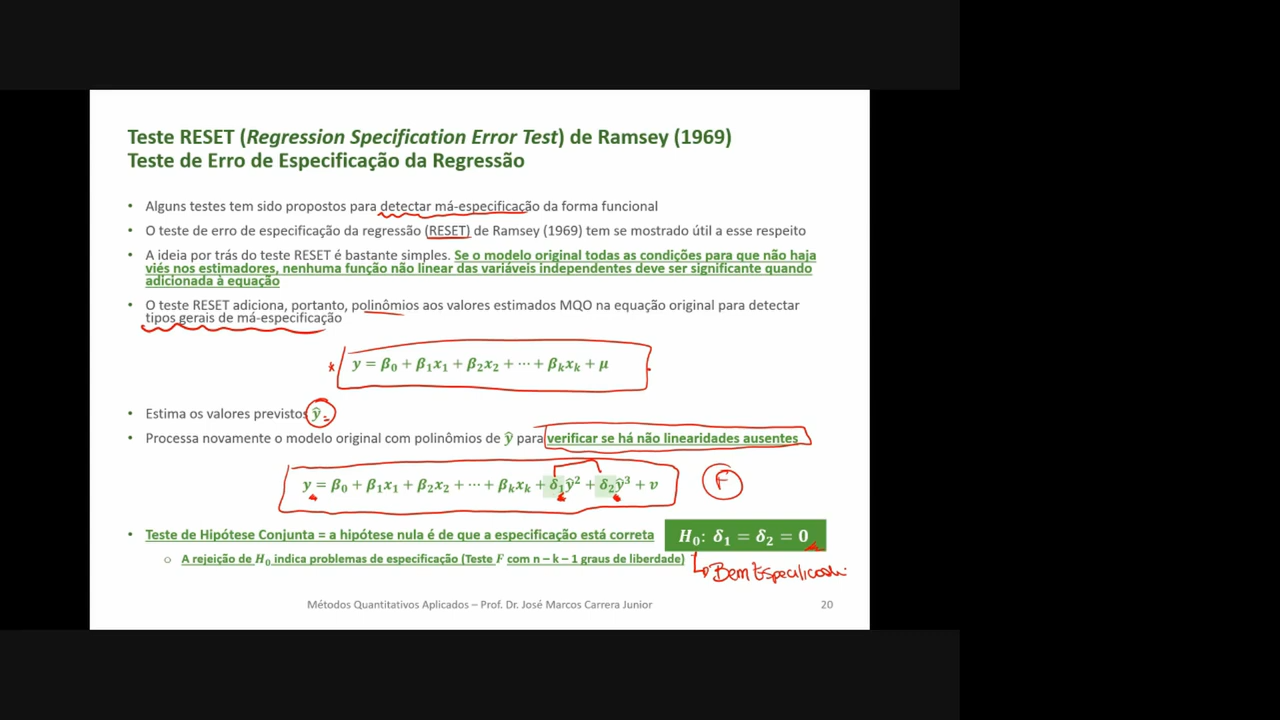 Teste RESET (Regression Specification Error Test) de Ramsey (1969)
Teste de Erro de Especificação da Regressão
• Alguns testes tem sido propostos para detectar má-especificação da forma funcional
• O teste de erro de especificação da regressão (RESET) de Ramsey (1969) tem se mostrado útil a esse respeito
• A ideia por trás do teste RESET é bastante simples. Se o modelo original todas as condições para que não haja
viés nos estimadores, nenhuma função não linear das variáveis independentes deve ser significante quando
adicionada à equação
• O teste RESET adiciona, portanto, polinômios aos valores estimados MQO na equação original para detectar
tipos gerais de má-especificação
y = β₀ + β₁x₁ + β₂x₂ + ⋯ + βₖxₖ + μ
• Estima os valores previstos ŷ
• Processa novamente o modelo original com polinômios de ŷ para verificar se há não linearidades ausentes
y = β₀ + β₁x₁ + β₂x₂ + ⋯ + βₖxₖ + δ₁ŷ² + δ₂ŷ³ + v
F
• Teste de Hipótese Conjunta = a hipótese nula é de que a especificação está correta
H₀: δ₁ = δ₂ = 0
○ A rejeição de H₀ indica problemas de especificação (Teste F com n – k – 1 graus de liberdade)
Bem
Métodos Quantitativos Aplicados – Prof. Dr. José Marcos Carrera Junior
20